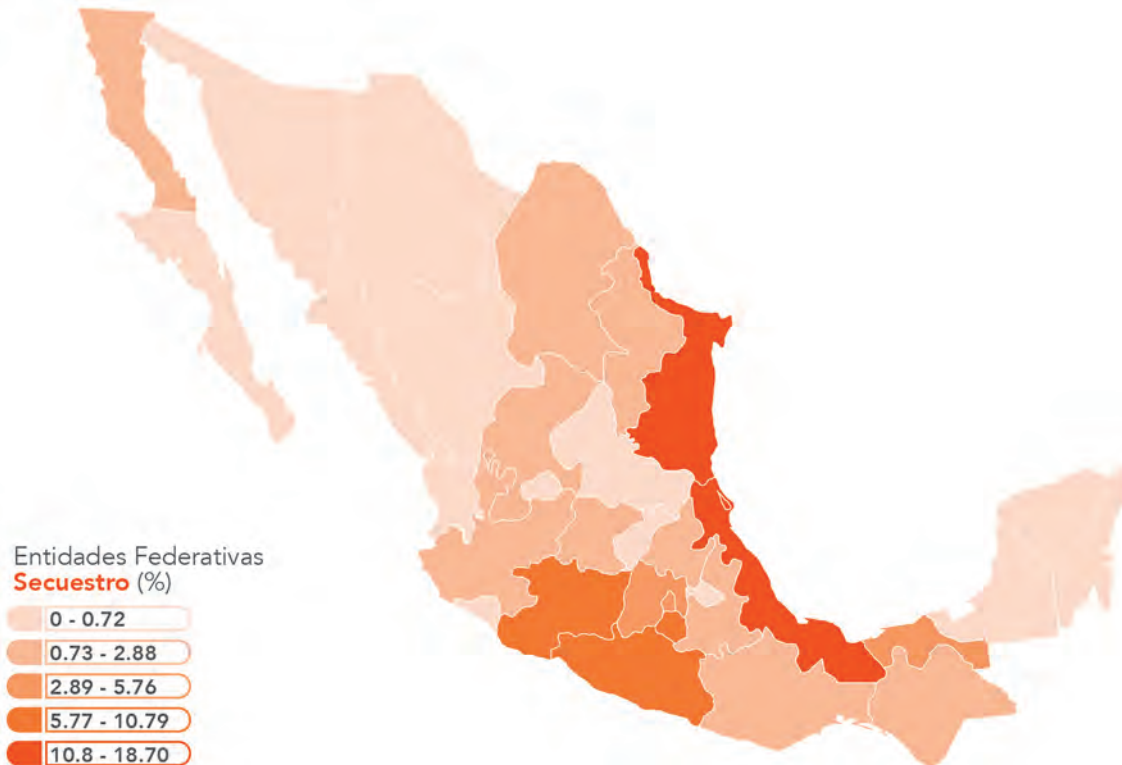 Entidades Federativas
Secuestro (%)
0 - 0.72
0.73 - 2.88
2.89 - 5.76
5.77 - 10.79
10.8 - 18.70